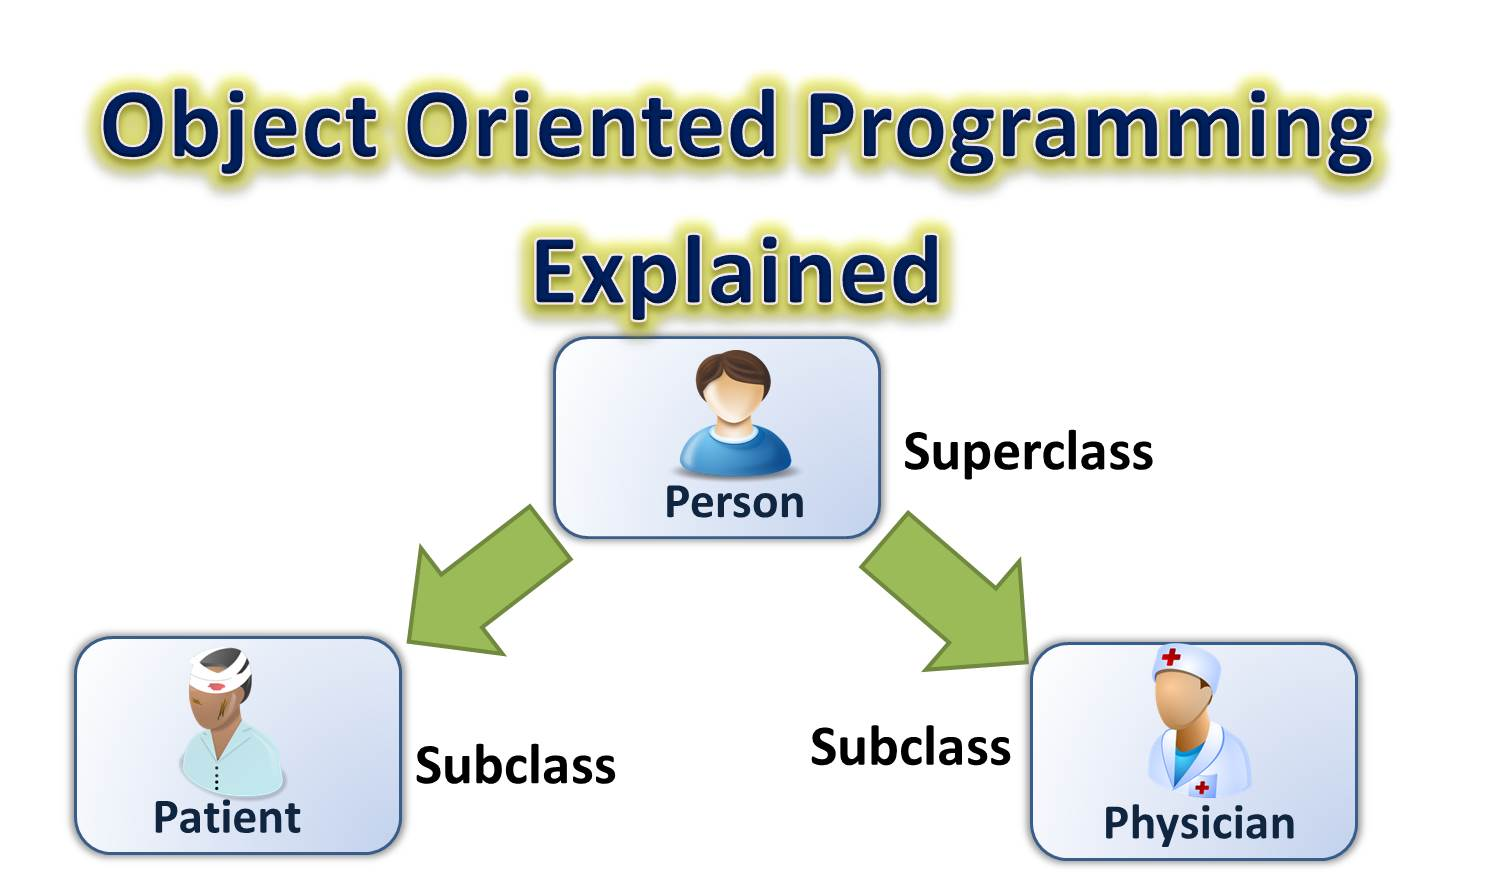 Object Oriented Programming
Explained
Person
Superclass
Patient
Subclass
Subclass
Physician